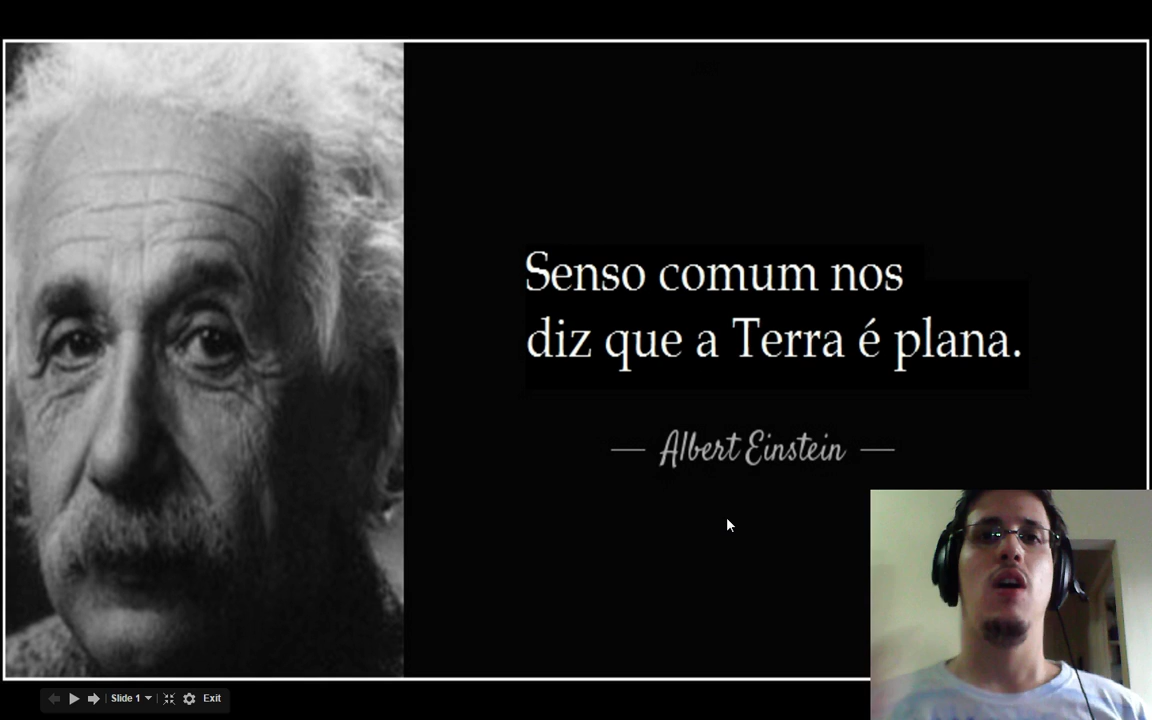 Senso comum nos
diz que a Terra é plana.
— Albert Einstein —
Slide 1
Exit